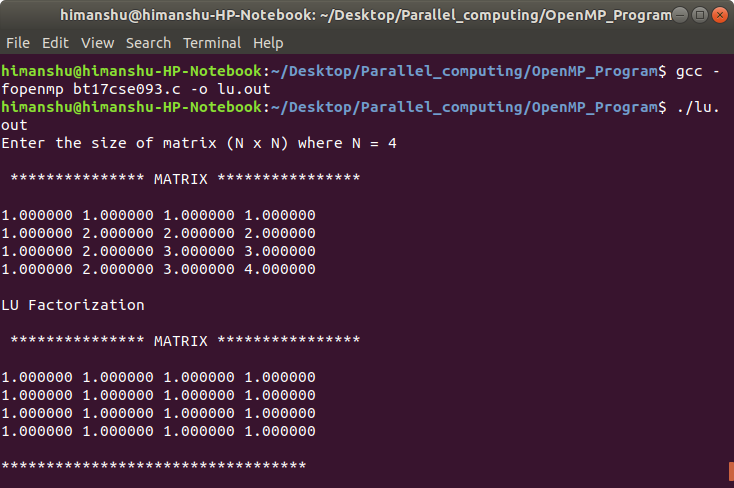 himanshu@himanshu-HP-Notebook: ~/Desktop/Parallel_computing/OpenMP_Program
File Edit View Search Terminal Help
himanshu@himanshu-HP-Notebook:~/Desktop/Parallel_computing/OpenMP_Program$ gcc -
fopenmp bt17cse093.c -o lu.out
himanshu@himanshu-HP-Notebook:~/Desktop/Parallel_computing/OpenMP_Program$ ./lu.
out
Enter the size of matrix (N x N) where N = 4
*************** MATRIX ****************
1.000000 1.000000 1.000000 1.000000
1.000000 2.000000 2.000000 2.000000
1.000000 2.000000 3.000000 3.000000
1.000000 2.000000 3.000000 4.000000
LU Factorization
*************** MATRIX ****************
1.000000 1.000000 1.000000 1.000000
1.000000 1.000000 1.000000 1.000000
1.000000 1.000000 1.000000 1.000000
1.000000 1.000000 1.000000 1.000000
**********************************